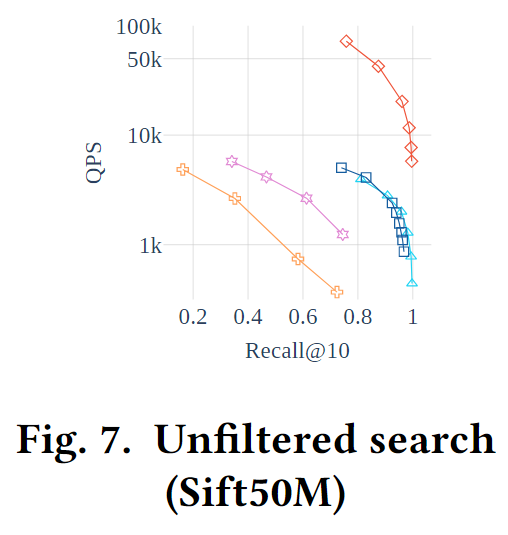 100k
50k
10k
1k
QPS
0.2 0.4 0.6 0.8 1
Recall@10
Fig. 7. Unfiltered search
(Sift50M)